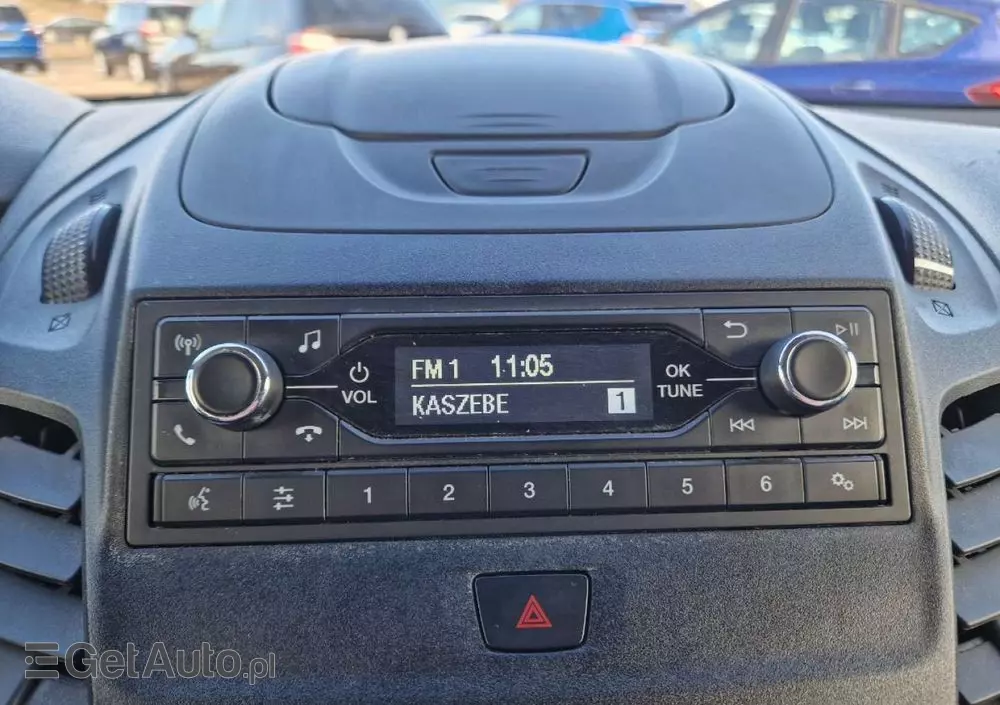 FM 1 11:05
KASZEBE 1
VOL
OK
TUNE
1 2 3 4 5 6
GetAuto.pl